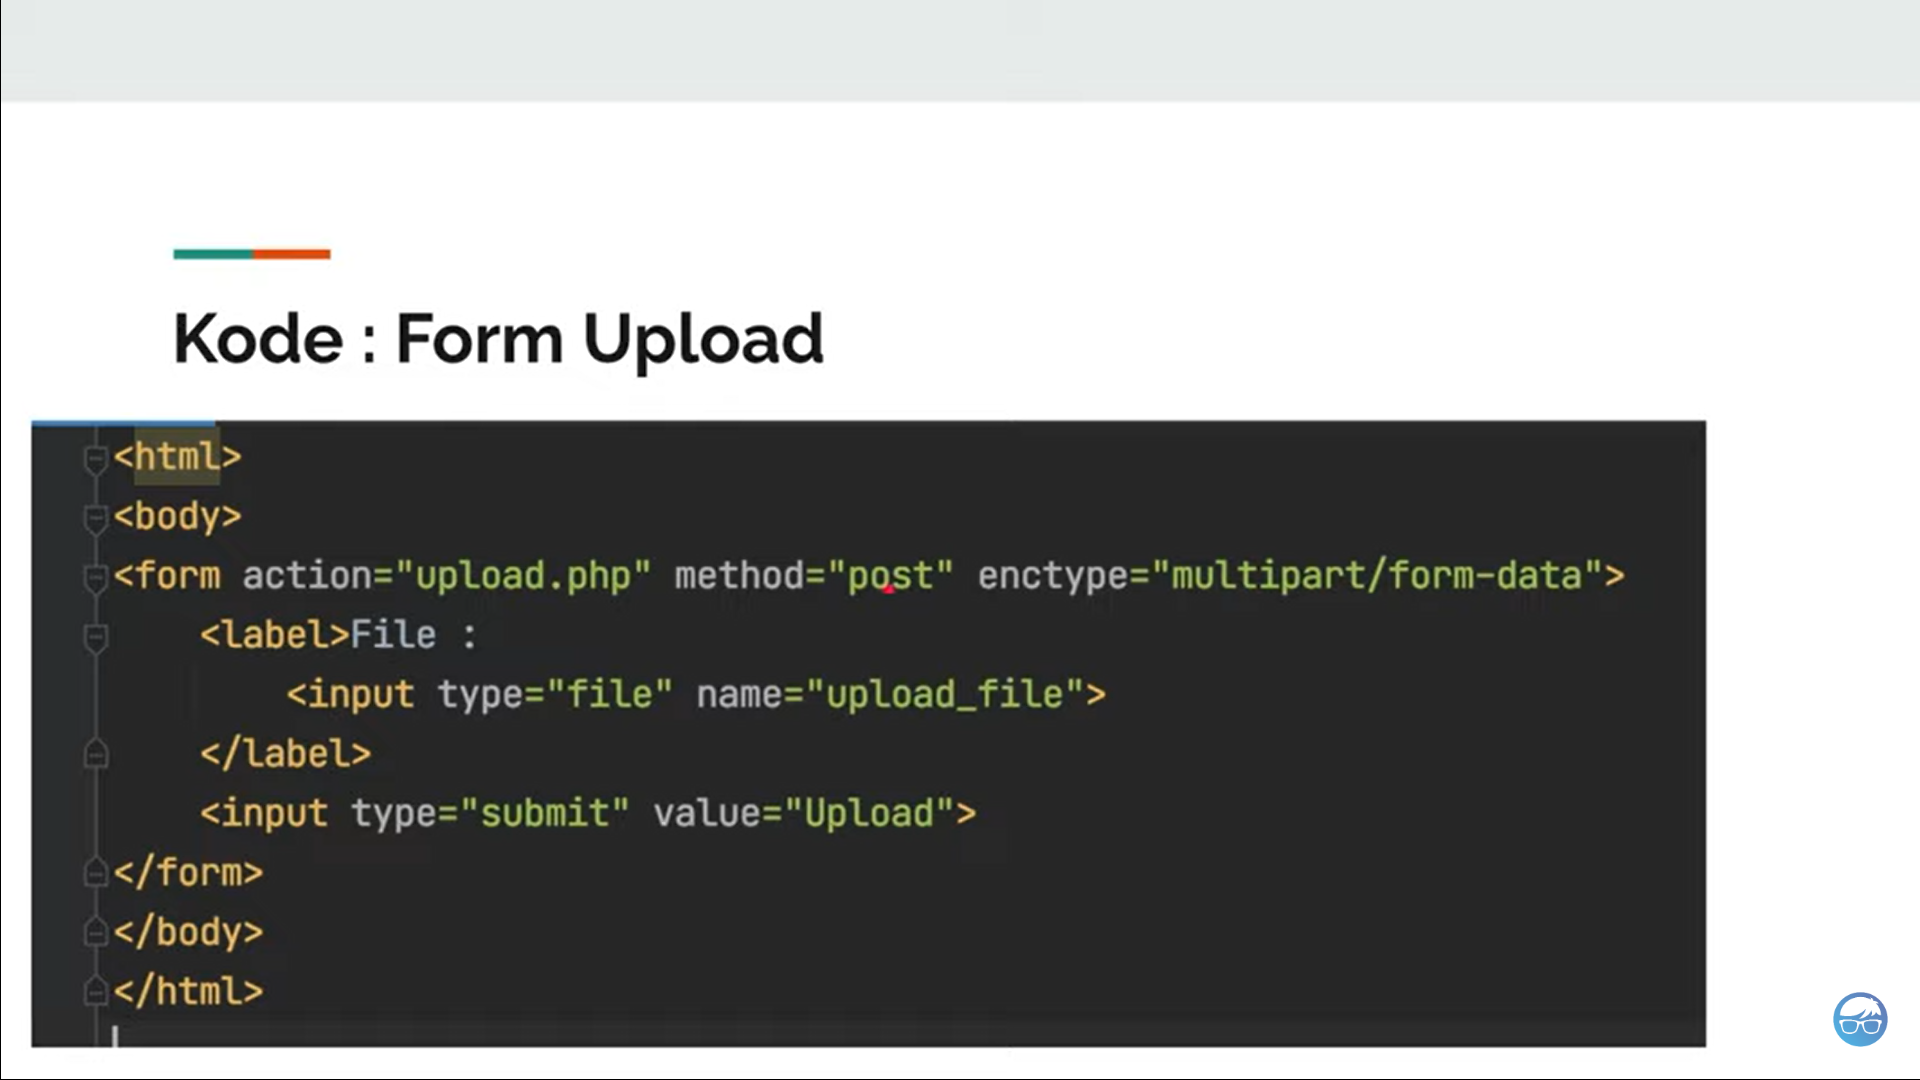 Kode : Form Upload
<html>
<body>
<form action="upload.php" method="post" enctype="multipart/form-data">
<label>File :
<input type="file" name="upload_file">
</label>
<input type="submit" value="Upload">
</form>
</body>
</html>